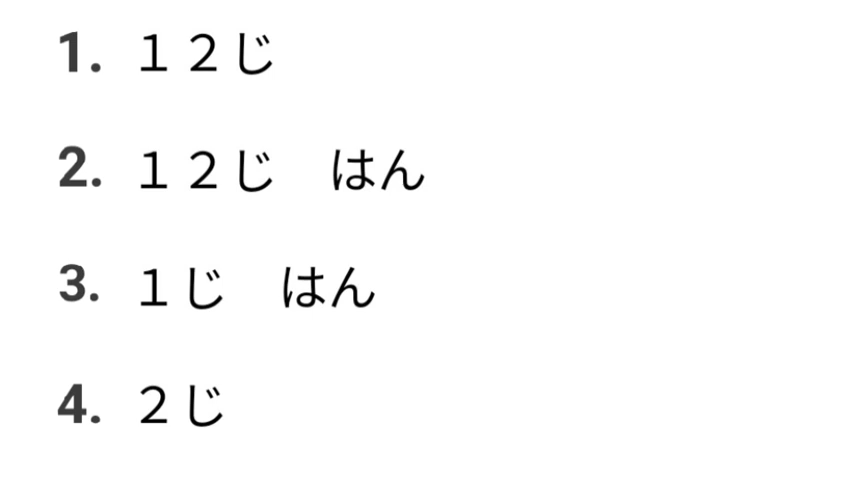 1. １２じ
2. １２じ　はん
3. １じ　はん
4. ２じ